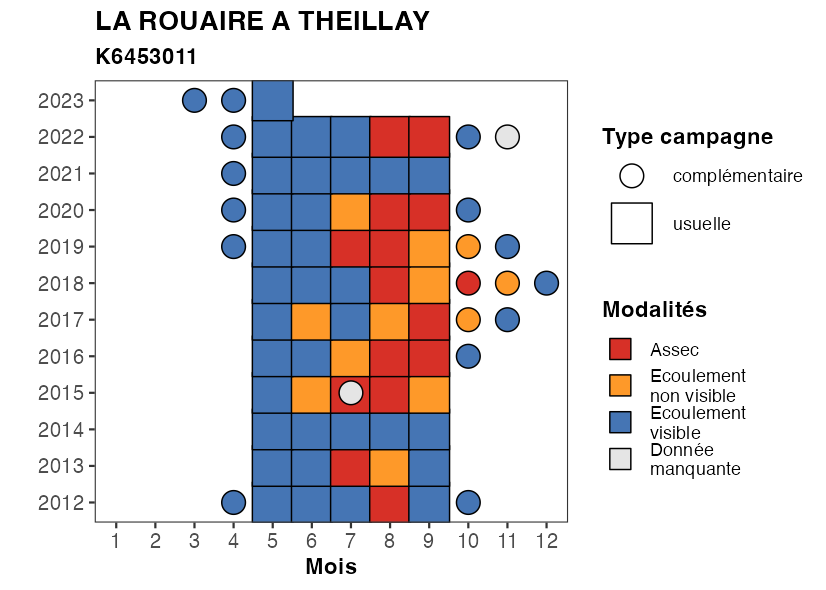 LA ROUAIRE A THEILLAY
K6453011
2023
2022
2021
2020
2019
2018
2017
2016
2015
2014
2013
2012
1 2 3 4 5 6 7 8 9 10 11 12
Mois
Type campagne
complémentaire
usuelle
Modalités
Assec
Ecoulement
non visible
Ecoulement
visible
Donnée
manquante